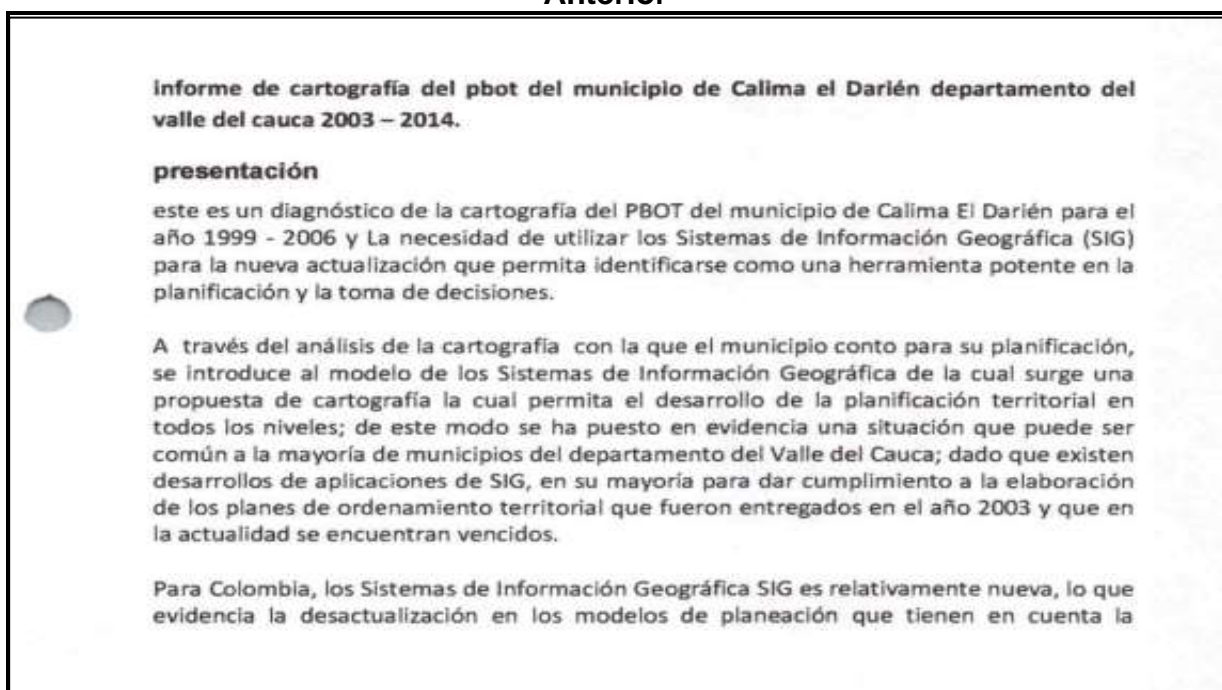 Anterior
informe de cartografía del pbot del municipio de Calima el Darién departamento del
valle del cauca 2003 – 2014.
presentación
este es un diagnóstico de la cartografía del PBOT del municipio de Calima El Darién para el
año 1999 - 2006 y La necesidad de utilizar los Sistemas de Información Geográfica (SIG)
para la nueva actualización que permita identificarse como una herramienta potente en la
planificación y la toma de decisiones.
A través del análisis de la cartografía con la que el municipio conto para su planificación,
se introduce al modelo de los Sistemas de Información Geográfica de la cual surge una
propuesta de cartografía la cual permita el desarrollo de la planificación territorial en
todos los niveles; de este modo se ha puesto en evidencia una situación que puede ser
común a la mayoría de municipios del departamento del Valle del Cauca; dado que existen
desarrollos de aplicaciones de SIG, en su mayoría para dar cumplimiento a la elaboración
de los planes de ordenamiento territorial que fueron entregados en el año 2003 y que en
la actualidad se encuentran vencidos.
Para Colombia, los Sistemas de Información Geográfica SIG es relativamente nueva, lo que
evidencia la desactualización en los modelos de planeación que tienen en cuenta la